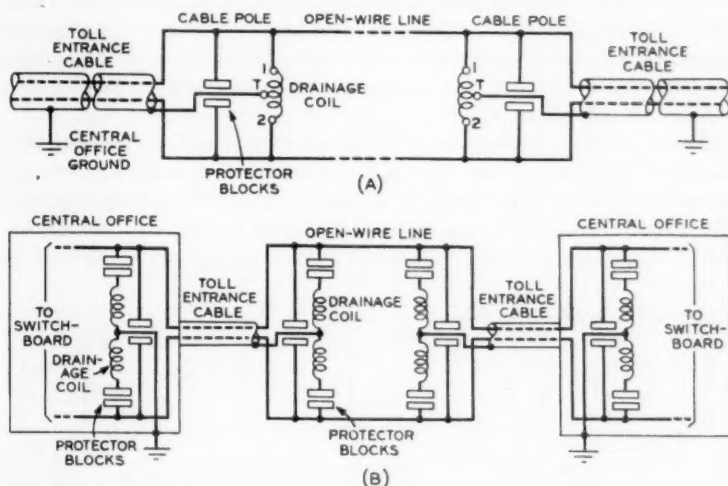 CABLE POLE
OPEN-WIRE LINE
CABLE POLE
TOLL
ENTRANCE
CABLE
1
T
2
DRAINAGE COIL
1
T
2
TOLL
ENTRANCE
CABLE
CENTRAL
OFFICE
GROUND
PROTECTOR
BLOCKS
(A)
CENTRAL OFFICE
OPEN-WIRE LINE
CENTRAL OFFICE
TO
SWITCH-
BOARD
DRAIN-
AGE
COIL
PROTECTOR
BLOCKS
TOLL
ENTRANCE
CABLE
DRAINAGE
COIL
PROTECTOR
BLOCKS
TOLL
ENTRANCE
CABLE
TO
SWITCH-
BOARD
(B)